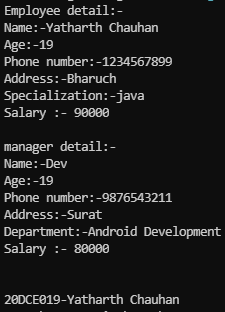 Employee detail:-
Name:-Yatharth Chauhan
Age:-19
Phone number:-1234567899
Address:-Bharuch
Specialization:-java
Salary :- 90000
manager detail:-
Name:-Dev
Age:-19
Phone number:-9876543211
Address:-Surat
Department:-Android Development
Salary :- 80000
20DCE019-Yatharth Chauhan